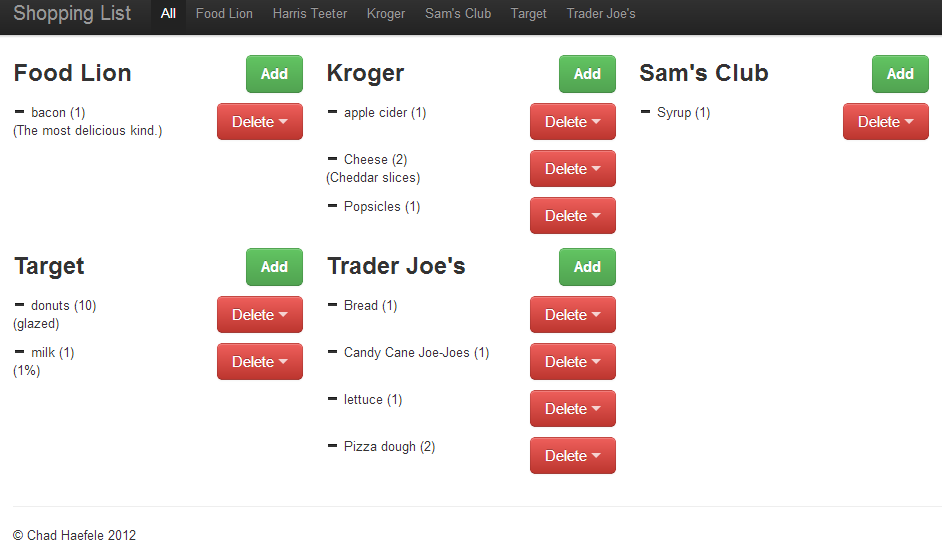 Shopping List All Food Lion Harris Teeter Kroger Sam's Club Target Trader Joe's
Food Lion Add
bacon (1) Delete
(The most delicious kind.)
Kroger Add
apple cider (1) Delete
Cheese (2) Delete
(Cheddar slices)
Popsicles (1) Delete
Sam's Club Add
Syrup (1) Delete
Target Add
donuts (10) Delete
(glazed)
milk (1) Delete
(1%)
Trader Joe's Add
Bread (1) Delete
Candy Cane Joe-Joes (1) Delete
lettuce (1) Delete
Pizza dough (2) Delete
© Chad Haefele 2012